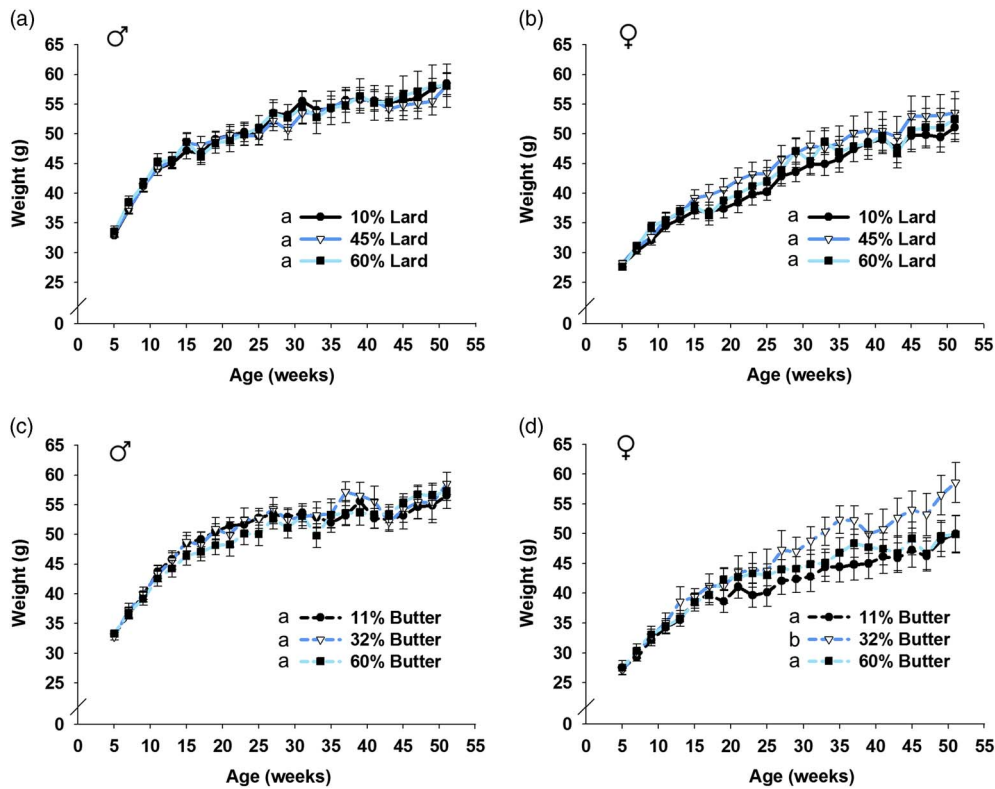 (a)
♂
65
60
55
50
45
40
35
30
25
0
Weight (g)
a 10% Lard
a 45% Lard
a 60% Lard
0 5 10 15 20 25 30 35 40 45 50 55
Age (weeks)
(b)
♀
65
60
55
50
45
40
35
30
25
0
Weight (g)
a 10% Lard
a 45% Lard
a 60% Lard
0 5 10 15 20 25 30 35 40 45 50 55
Age (weeks)
(c)
♂
65
60
55
50
45
40
35
30
25
0
Weight (g)
a 11% Butter
a 32% Butter
a 60% Butter
0 5 10 15 20 25 30 35 40 45 50 55
Age (weeks)
(d)
♀
65
60
55
50
45
40
35
30
25
0
Weight (g)
a 11% Butter
b 32% Butter
a 60% Butter
0 5 10 15 20 25 30 35 40 45 50 55
Age (weeks)